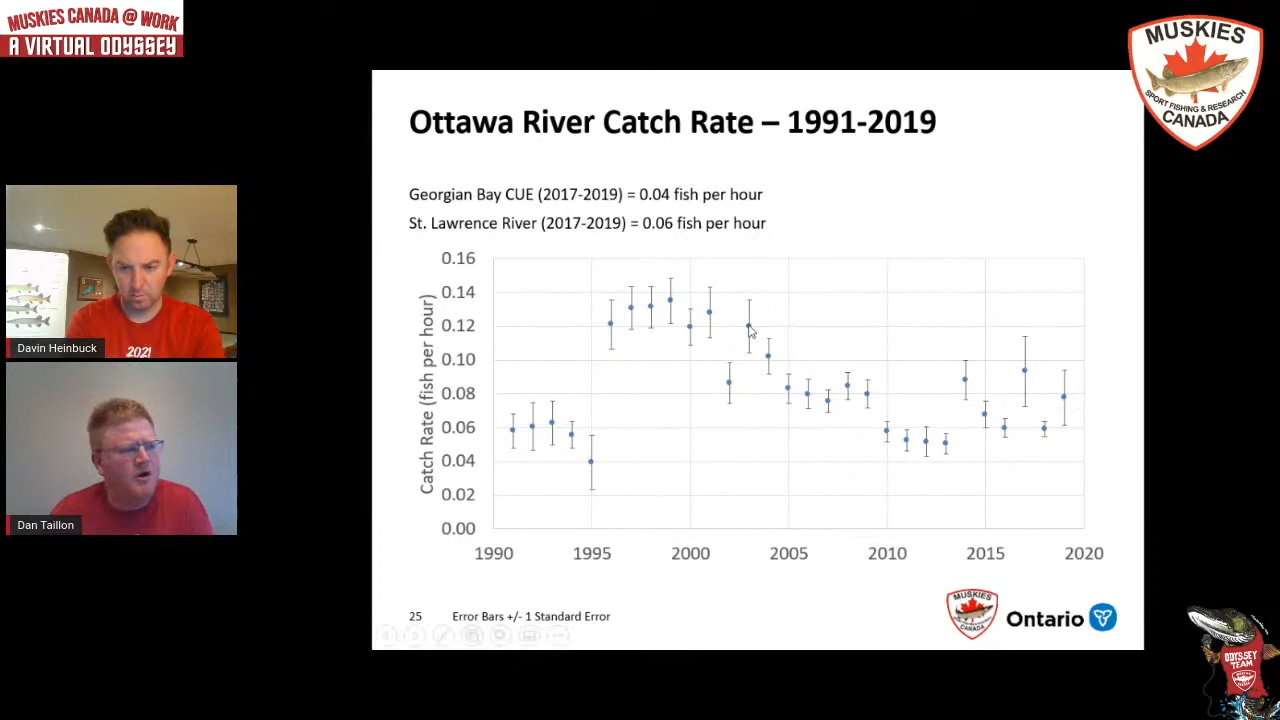 MUSKIES CANADA @ WORK
A VIRTUAL ODYSSEY
MUSKIES
SPORT FISHING & RESEARCH
CANADA
Ottawa River Catch Rate – 1991-2019
Georgian Bay CUE (2017-2019) = 0.04 fish per hour
St. Lawrence River (2017-2019) = 0.06 fish per hour
Catch Rate (fish per hour)
0.16
0.14
0.12
0.10
0.08
0.06
0.04
0.02
0.00
1990 1995 2000 2005 2010 2015 2020
25 Error Bars +/- 1 Standard Error
MUSKIES
CANADA
Ontario
2021
Davin Heinbuck
Dan Taillon
ODYSSEY
TEAM